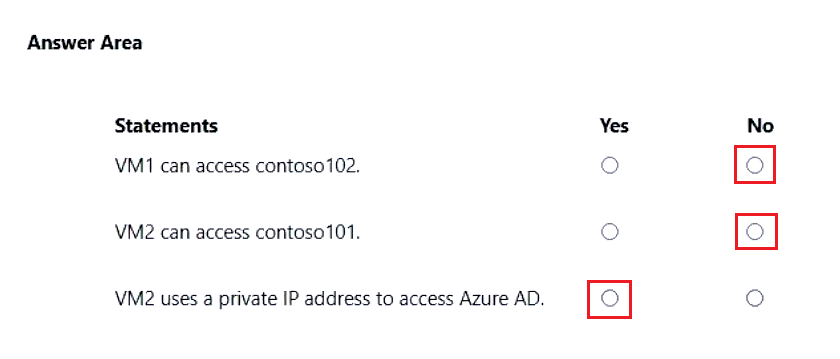 Answer Area
Statements Yes No
VM1 can access contoso102.
VM2 can access contoso101.
VM2 uses a private IP address to access Azure AD.